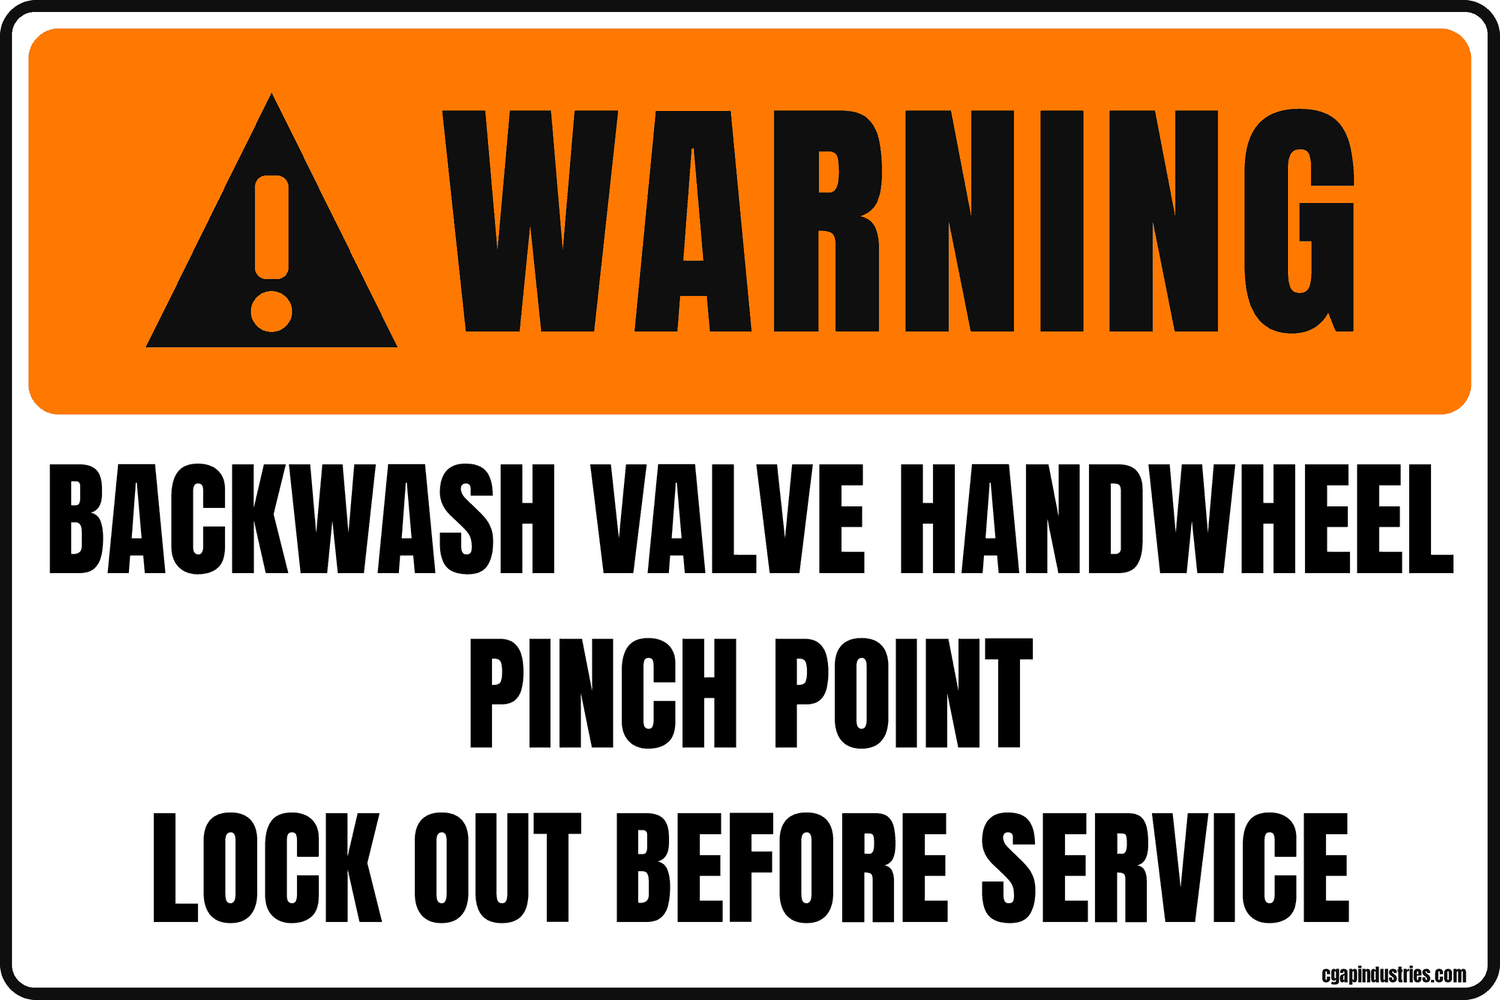 WARNING
BACKWASH VALVE HANDWHEEL
PINCH POINT
LOCK OUT BEFORE SERVICE
cgapindustries.com